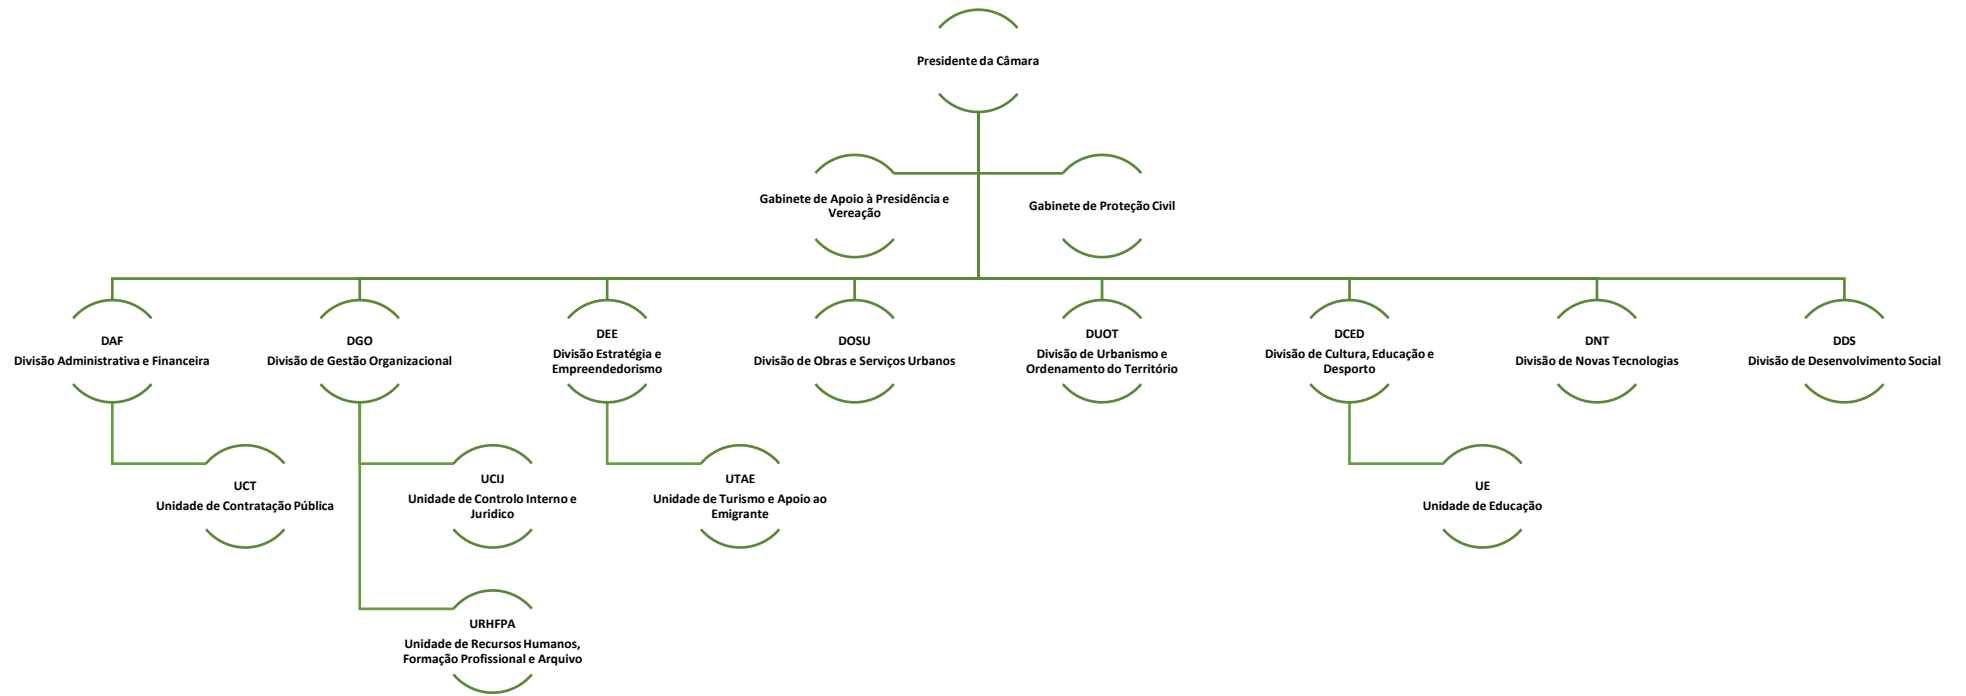 Presidente da Câmara
Gabinete de Apoio à Presidência e
Vereação
Gabinete de Proteção Civil
DAF
Divisão Administrativa e Financeira
DGO
Divisão de Gestão Organizacional
DEE
Divisão Estratégia e
Empreendedorismo
DOSU
Divisão de Obras e Serviços Urbanos
DUOT
Divisão de Urbanismo e
Ordenamento do Território
DCED
Divisão de Cultura, Educação e
Desporto
DNT
Divisão de Novas Tecnologias
DDS
Divisão de Desenvolvimento Social
UCT
Unidade de Contratação Pública
UCIJ
Unidade de Controlo Interno e
Juridico
UTAE
Unidade de Turismo e Apoio ao
Emigrante
UE
Unidade de Educação
URHFPA
Unidade de Recursos Humanos,
Formação Profissional e Arquivo